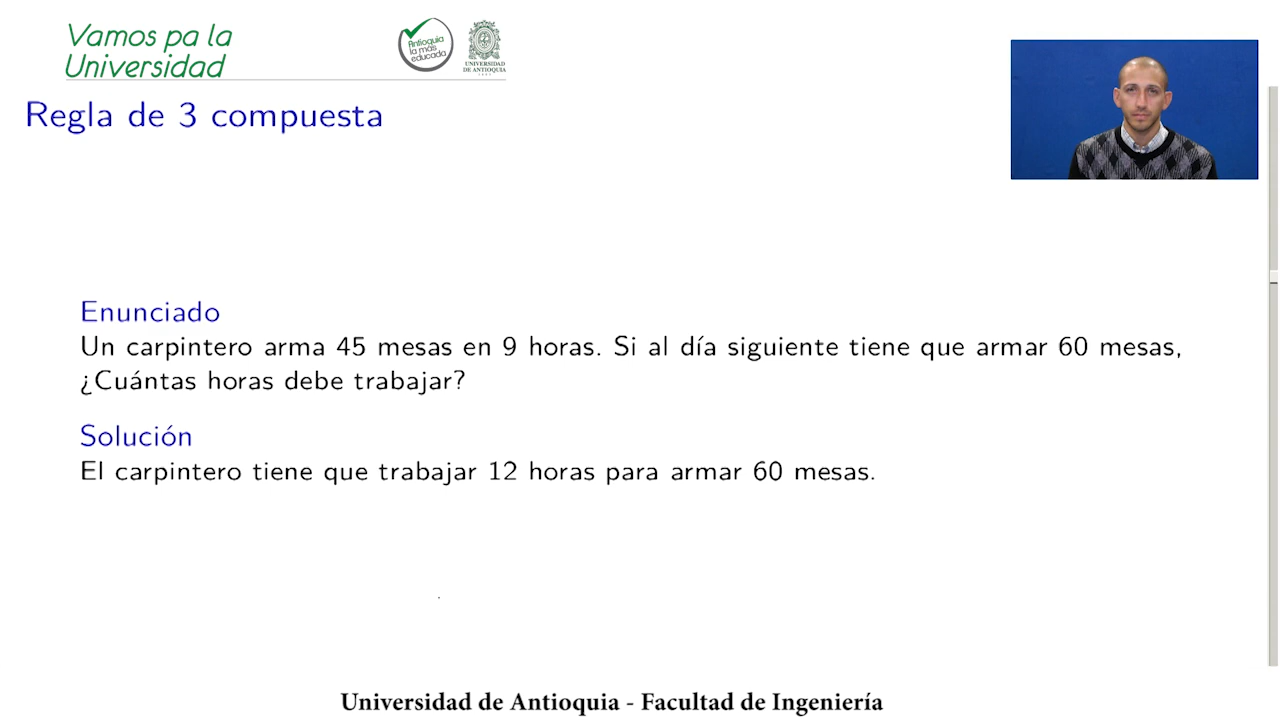 Vamos pa la
Universidad
Antioquia
la más
educada
UNIVERSIDAD
DE ANTIOQUIA
Regla de 3 compuesta
Enunciado
Un carpintero arma 45 mesas en 9 horas. Si al día siguiente tiene que armar 60 mesas,
¿Cuántas horas debe trabajar?
Solución
El carpintero tiene que trabajar 12 horas para armar 60 mesas.
Universidad de Antioquia - Facultad de Ingeniería